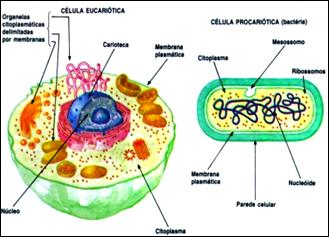 CÉLULA EUCARIÓTICA
Organelas
citoplasmáticas
delimitadas
por membranas
Carioteca
Membrana
plasmática
Núcleo
Citoplasma
CÉLULA PROCARIÓTICA (bactéria)
Mesossomo
Citoplasma
Ribossomos
Membrana
plasmática
Nucleóide
Parede celular